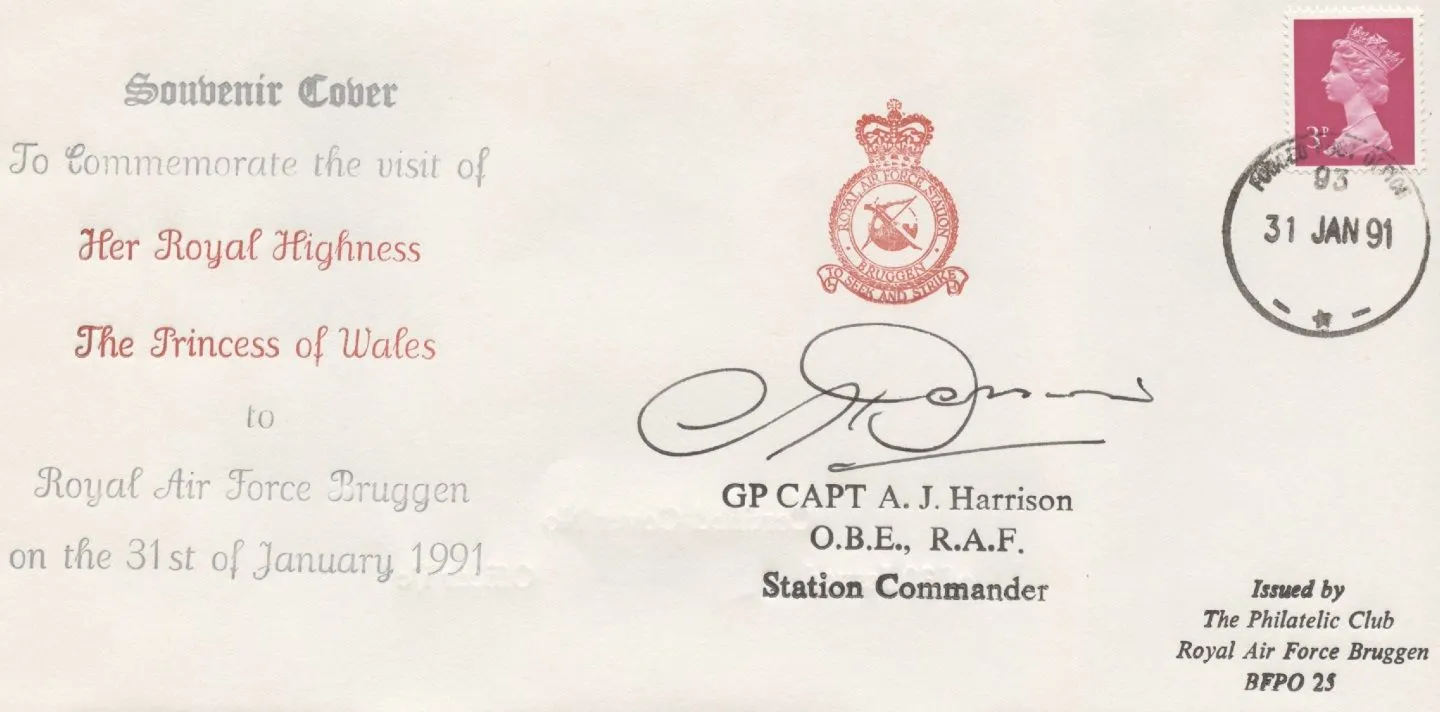 Souvenir Cover
To Commemorate the visit of
Her Royal Highness
The Princess of Wales
to
Royal Air Force Bruggen
on the 31st of January 1991
ROYAL AIR FORCE STATION
BRUGGEN
TO SEEK AND STRIKE
GP CAPT A. J. Harrison
O.B.E., R.A.F.
Station Commander
3P
POST OFFICE
93
31 JAN 91
Issued by
The Philatelic Club
Royal Air Force Bruggen
BFPO 25